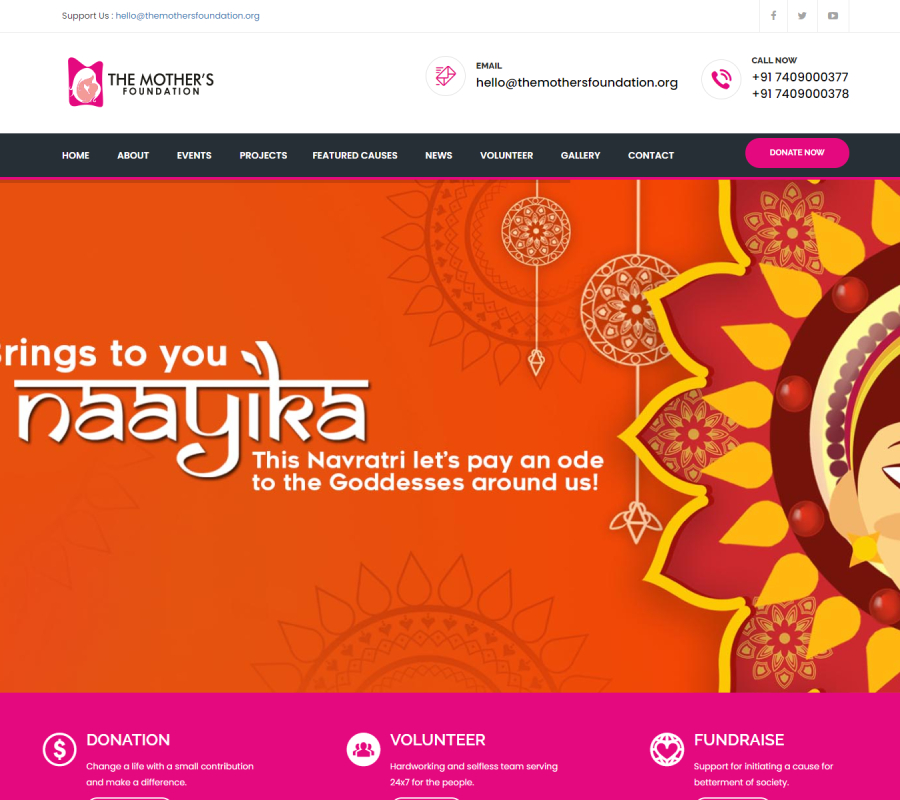 Support Us : hello@themothersfoundation.org
THE MOTHER'S
FOUNDATION
EMAIL
hello@themothersfoundation.org
CALL NOW
+91 7409000377
+91 7409000378
HOME ABOUT EVENTS PROJECTS FEATURED CAUSES NEWS VOLUNTEER GALLERY CONTACT DONATE NOW
Brings to you
naayika
This Navratri let's pay an ode
to the Goddesses around us!
DONATION
Change a life with a small contribution
and make a difference.
VOLUNTEER
Hardworking and selfless team serving
24x7 for the people.
FUNDRAISE
Support for initiating a cause for
betterment of society.